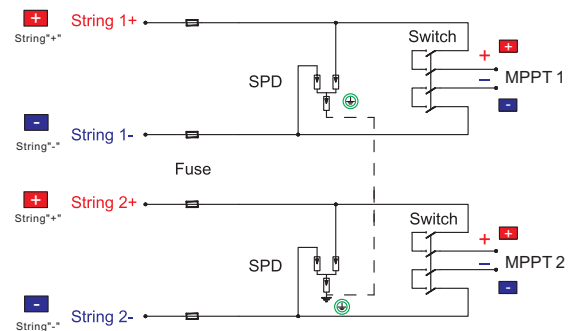 + String 1+
String"+"
Switch
+ +
SPD
MPPT 1
–
-
- String 1-
String"-"
Fuse
+ String 2+
String"+"
Switch
+ +
SPD
MPPT 2
–
-
- String 2-
String"-"